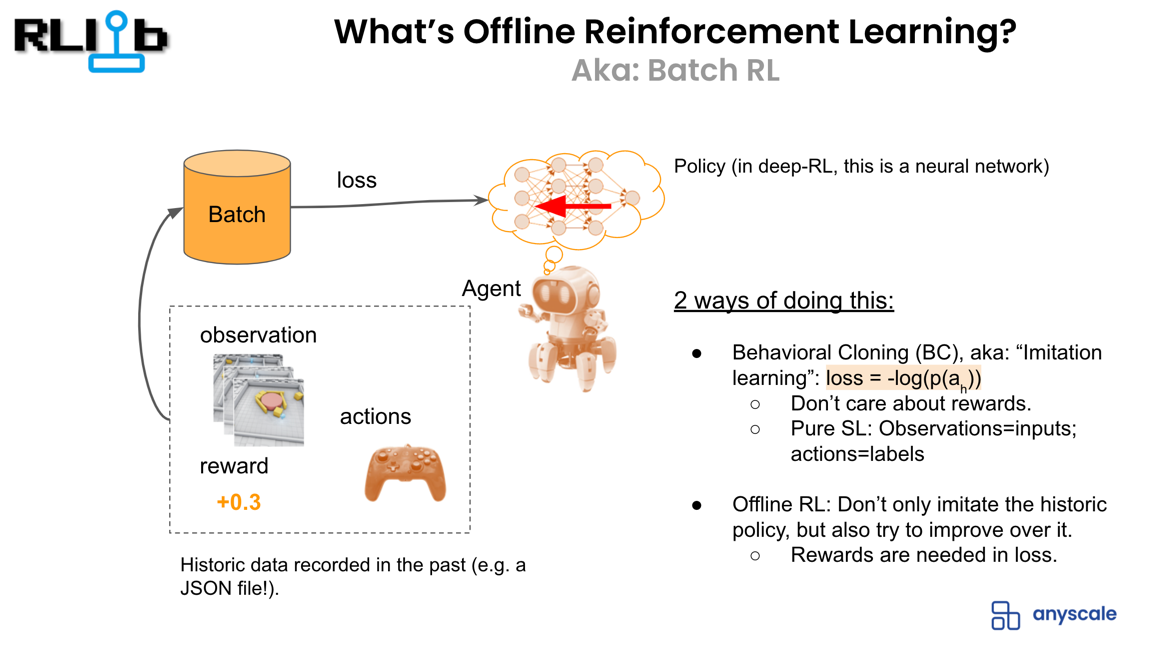 RLlib
What's Offline Reinforcement Learning?
Aka: Batch RL
Batch
loss
Policy (in deep-RL, this is a neural network)
Agent
observation
actions
reward
+0.3
Historic data recorded in the past (e.g. a
JSON file!).
2 ways of doing this:
● Behavioral Cloning (BC), aka: “Imitation
learning”: loss = -log(p(a_h))
○ Don’t care about rewards.
○ Pure SL: Observations=inputs;
actions=labels
● Offline RL: Don’t only imitate the historic
policy, but also try to improve over it.
○ Rewards are needed in loss.
anyscale